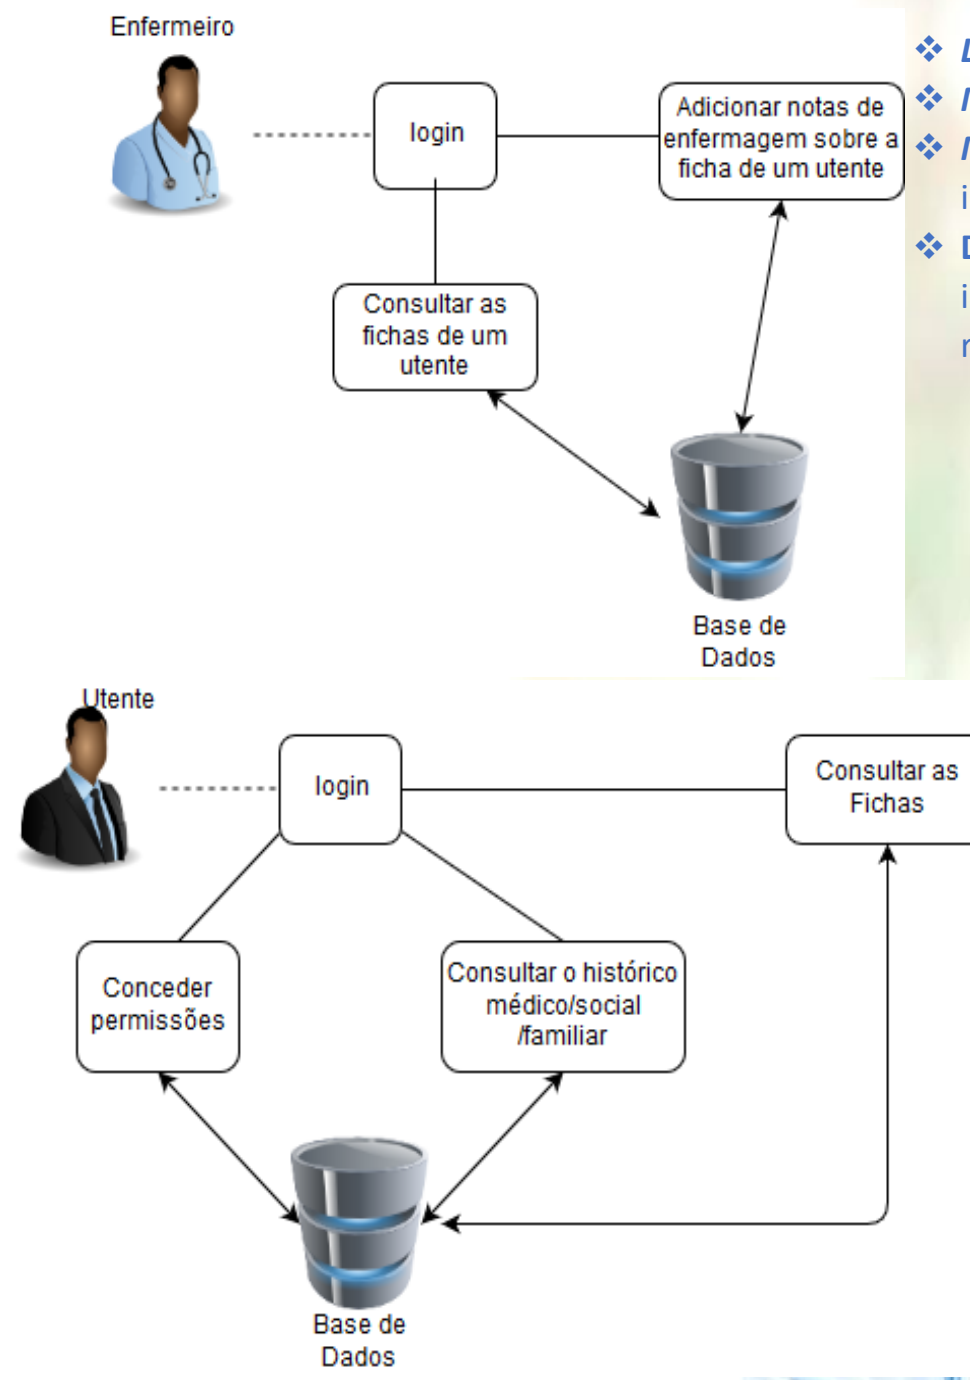 Enfermeiro
login
Adicionar notas de
enfermagem sobre a
ficha de um utente
Consultar as
fichas de um
utente
Base de
Dados
Utente
login
Consultar as
Fichas
Conceder
permissões
Consultar o histórico
médico/social
/familiar
Base de
Dados